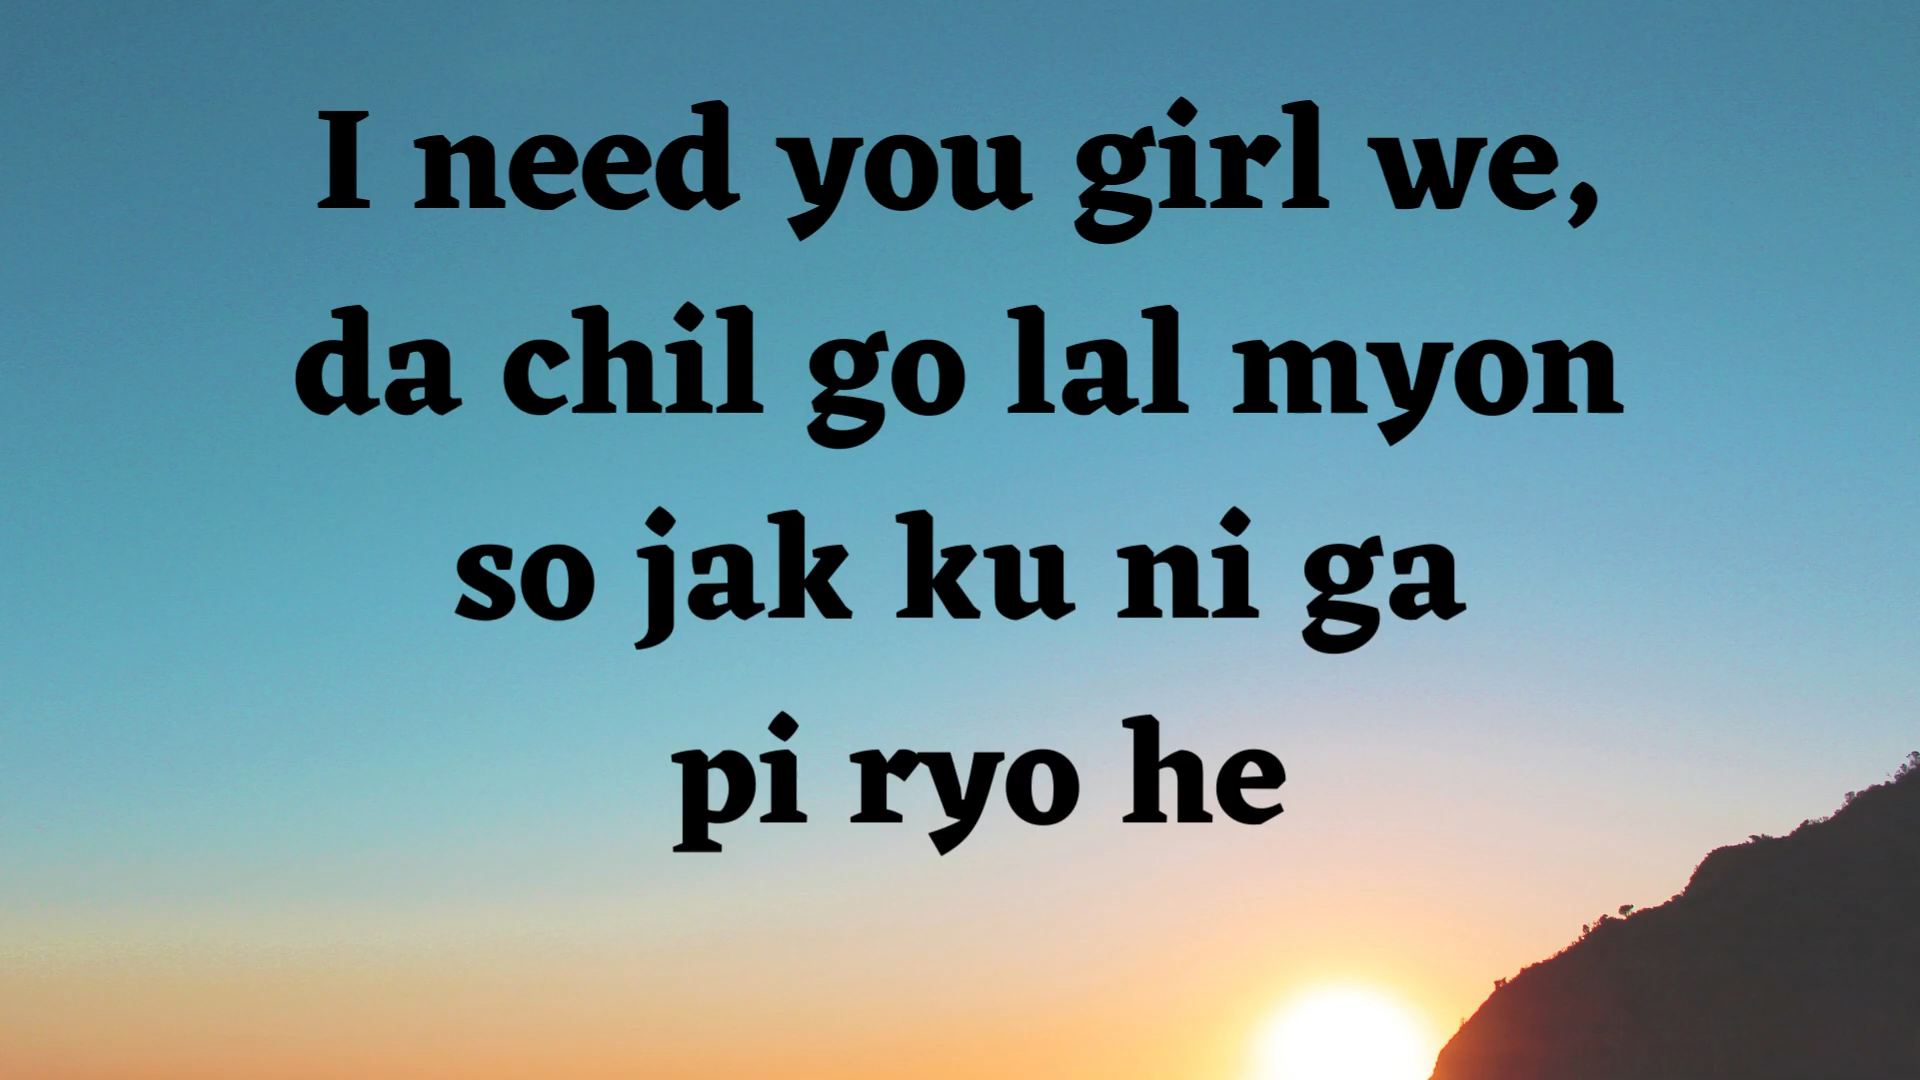 I need you girl we,
da chil go lal myon
so jak ku ni ga
pi ryo he